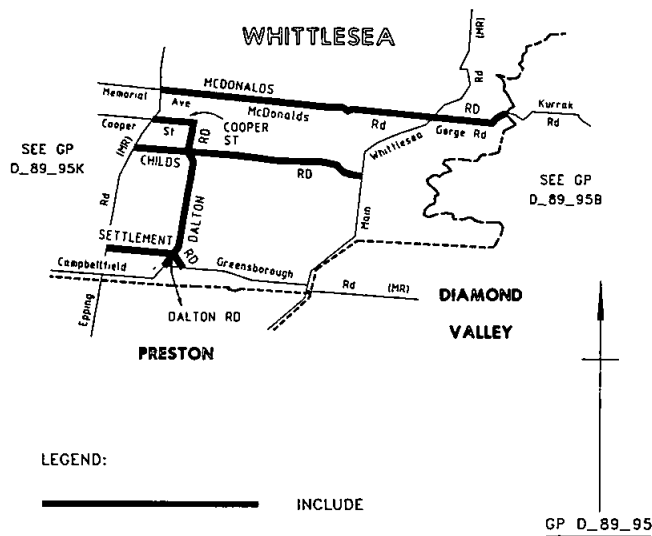 WHITTLESEA
(MR)
Rd
MCDONALDS
McDonalds
Rd
RD
Gorge Rd
Kurrak
Rd
Memorial
Ave
Cooper
St
RD
COOPER
ST
Whittlesea
SEE GP
D_89_95K
(MR)
CHILDS
RD
SEE GP
D_89_95B
Rd
DALTON
Main
SETTLEMENT
RD
Campbellfield
Greensborough
Rd
(MR)
Epping
DALTON RD
DIAMOND
VALLEY
PRESTON
LEGEND:
INCLUDE
GP D_89_95